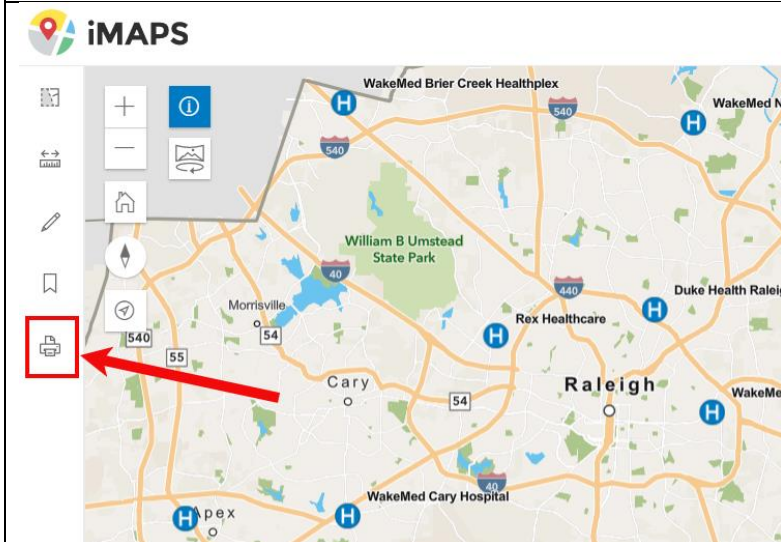 iMAPS
WakeMed Brier Creek Healthplex
H
540
WakeMed N
H
540
William B Umstead
State Park
40
440
Duke Health Ralei
H
Morrisville
Rex Healthcare
H
540
54
55
Cary
Raleigh
54
WakeMe
H
40
WakeMed Cary Hospital
H
Apex
H